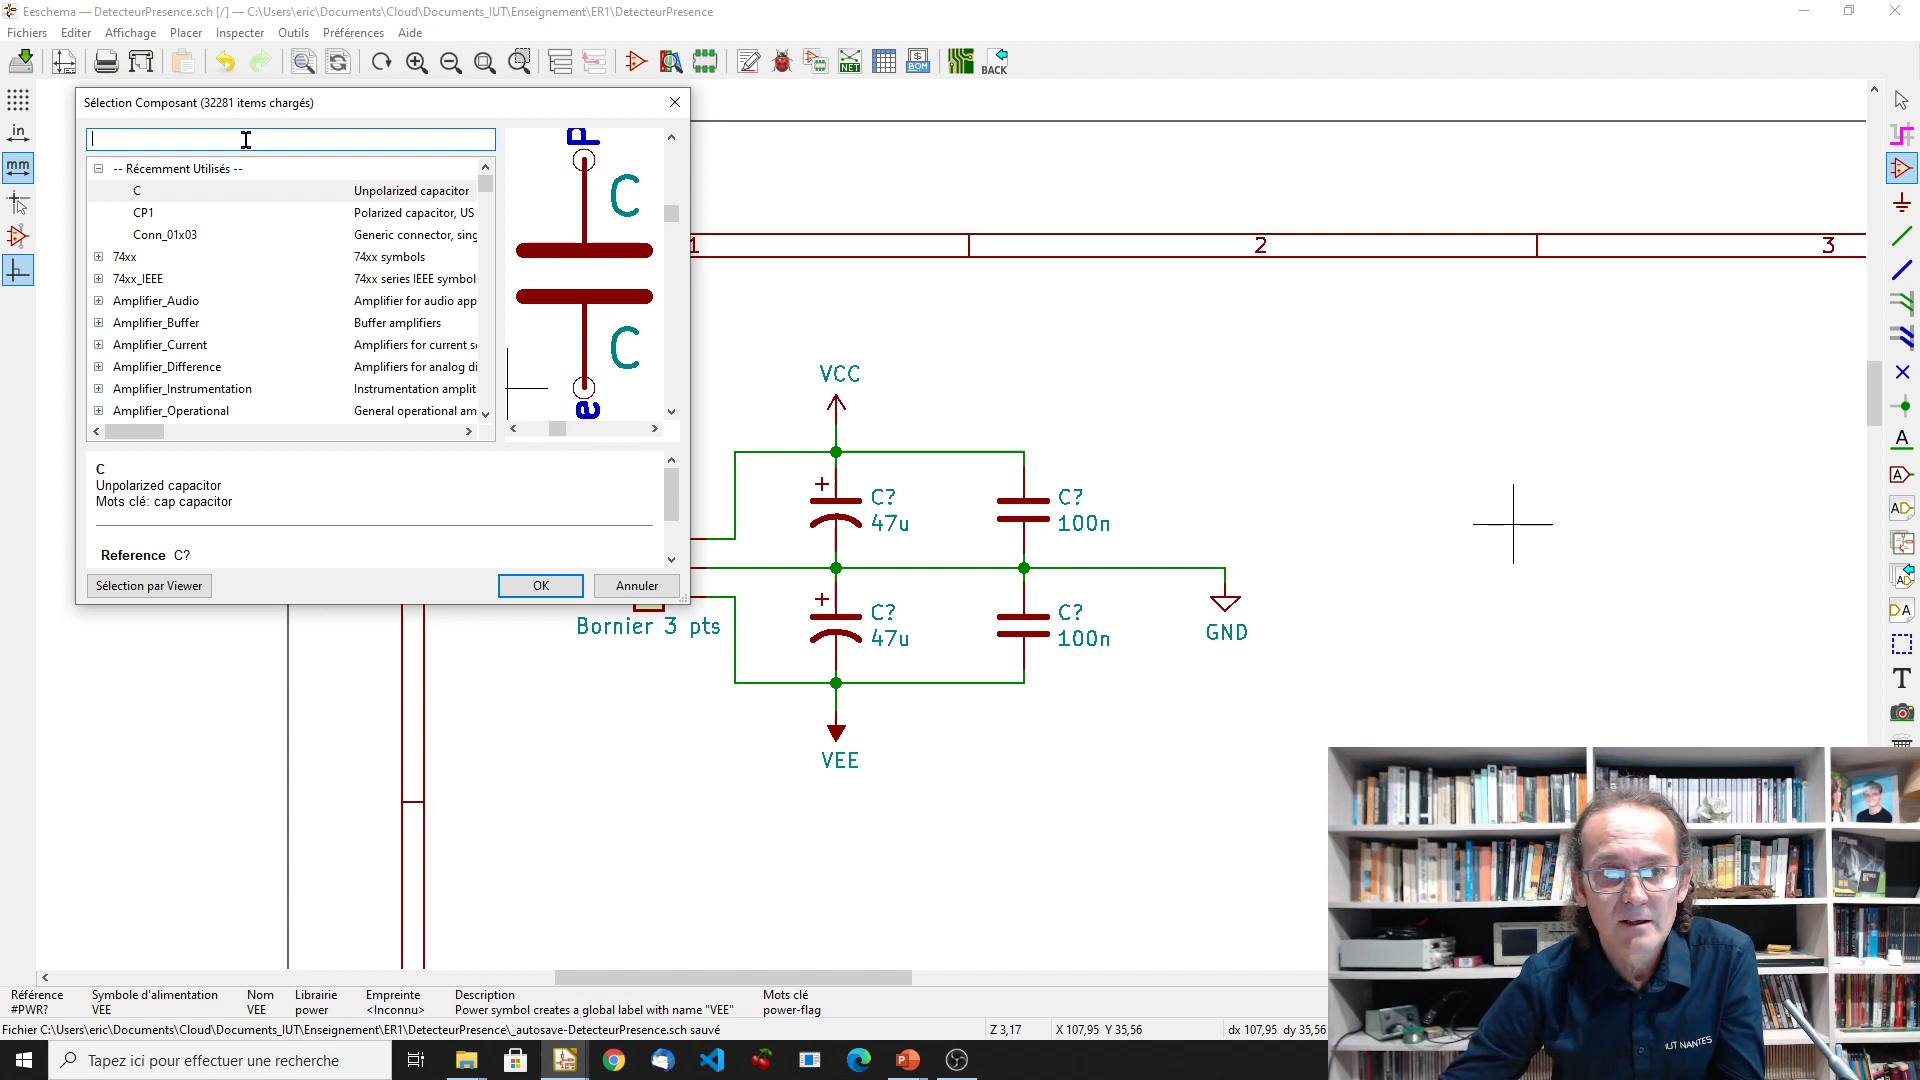 Eeschema — DetecteurPresence.sch [/] — C:\Users\eric\Documents\Cloud\Documents_IUT\Enseignement\ER1\DetecteurPresence
Fichiers Editer Affichage Placer Inspecter Outils Préférences Aide
NET
BOM
BACK
in
mm
Sélection Composant (32281 items chargés)
-- Récemment Utilisés --
C Unpolarized capacitor
CP1 Polarized capacitor, US
Conn_01x03 Generic connector, sing
74xx 74xx symbols
74xx_IEEE 74xx series IEEE symbol
Amplifier_Audio Amplifier for audio app
Amplifier_Buffer Buffer amplifiers
Amplifier_Current Amplifiers for current s
Amplifier_Difference Amplifiers for analog di
Amplifier_Instrumentation Instrumentation amplif
Amplifier_Operational General operational am
C
C
C
Unpolarized capacitor
Mots clé: cap capacitor
Reference C?
Sélection par Viewer OK Annuler
1 2 3
VCC
C? C?
47u 100n
C? C?
47u 100n
Bornier 3 pts
GND
VEE
IUT NANTES
Référence Symbole d'alimentation Nom Librairie Empreinte Description Mots clé
#PWR? VEE VEE power <Inconnu> Power symbol creates a global label with name "VEE" power-flag
Fichier C:\Users\eric\Documents\Cloud\Documents_IUT\Enseignement\ER1\DetecteurPresence\_autosave-DetecteurPresence.sch sauvé Z 3,17 X 107,95 Y 35,56 dx 107,95 dy 35,56
Tapez ici pour effectuer une recherche